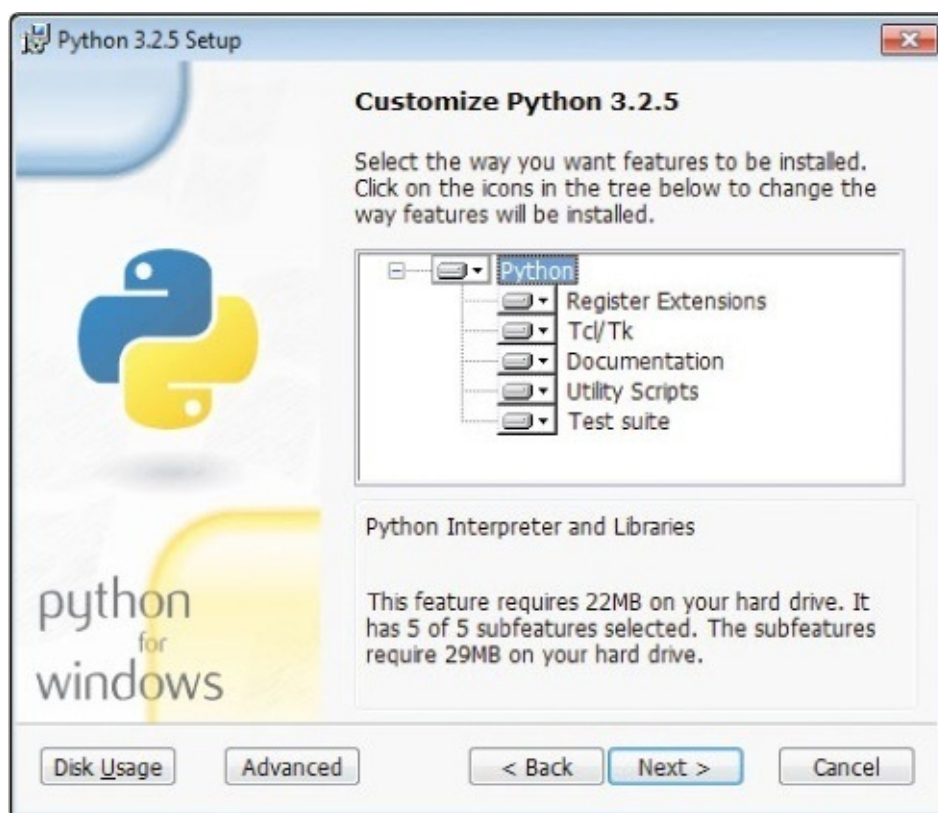 Python 3.2.5 Setup
Customize Python 3.2.5
Select the way you want features to be installed.
Click on the icons in the tree below to change the
way features will be installed.
Python
Register Extensions
Tcl/Tk
Documentation
Utility Scripts
Test suite
Python Interpreter and Libraries
This feature requires 22MB on your hard drive. It
has 5 of 5 subfeatures selected. The subfeatures
require 29MB on your hard drive.
python
for
windows
Disk Usage
Advanced
< Back
Next >
Cancel